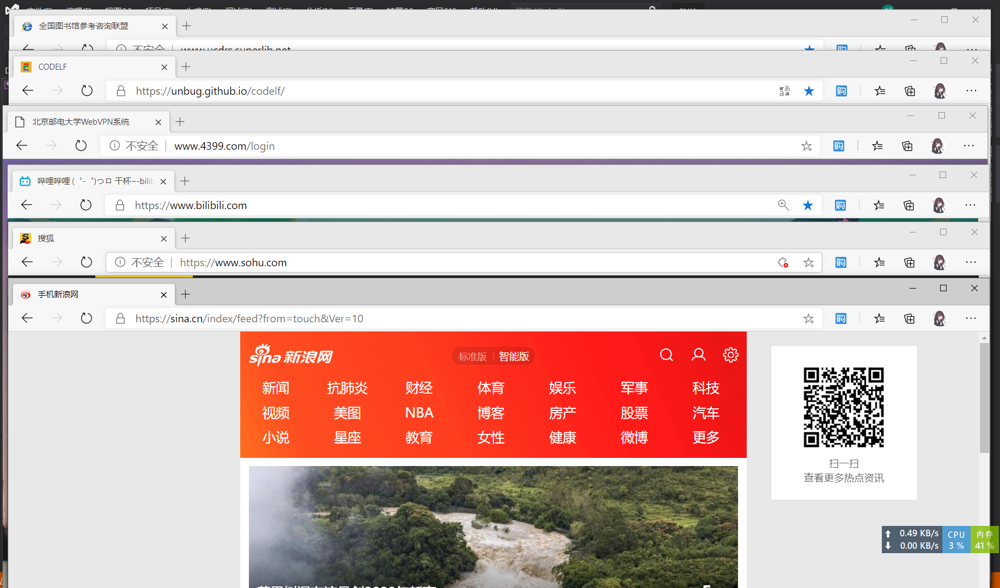 全国图书馆参考咨询联盟
不安全 www.ucdrs.superlib.net
CODELF
https://unbug.github.io/codelf/
北京邮电大学WebVPN系统
不安全 www.4399.com/login
哔哩哔哩 ( ゜- ゜)つロ 干杯~-bilib
https://www.bilibili.com
搜狐
不安全 https://www.sohu.com
手机新浪网
https://sina.cn/index/feed?from=touch&Ver=10
sina 新浪网 标准版 智能版
新闻 抗肺炎 财经 体育 娱乐 军事 科技
视频 美图 NBA 博客 房产 股票 汽车
小说 星座 教育 女性 健康 微博 更多
扫一扫
查看更多热点资讯
0.49 KB/s CPU 内存
0.00 KB/s 3 % 41 %